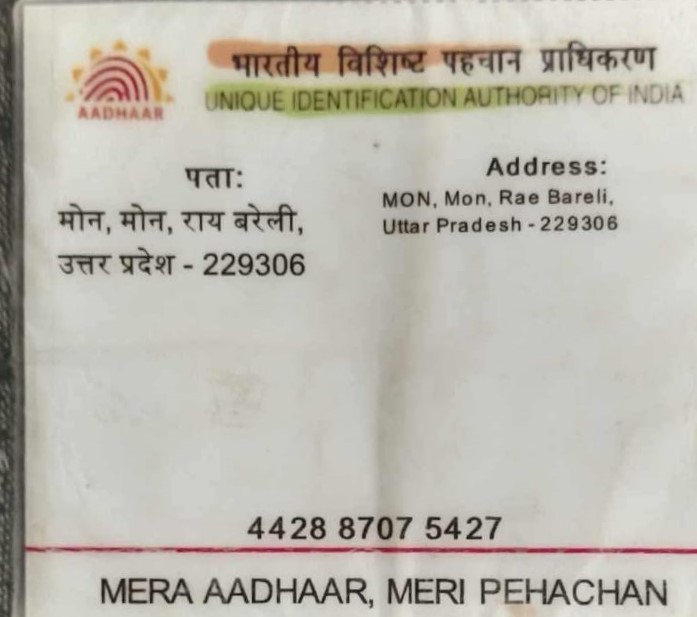 भारतीय विशिष्ट पहचान प्राधिकरण
AADHAAR
UNIQUE IDENTIFICATION AUTHORITY OF INDIA
पता:
मोन, मोन, राय बरेली,
उत्तर प्रदेश - 229306
Address:
MON, Mon, Rae Bareli,
Uttar Pradesh - 229306
4428 8707 5427
MERA AADHAAR, MERI PEHACHAN